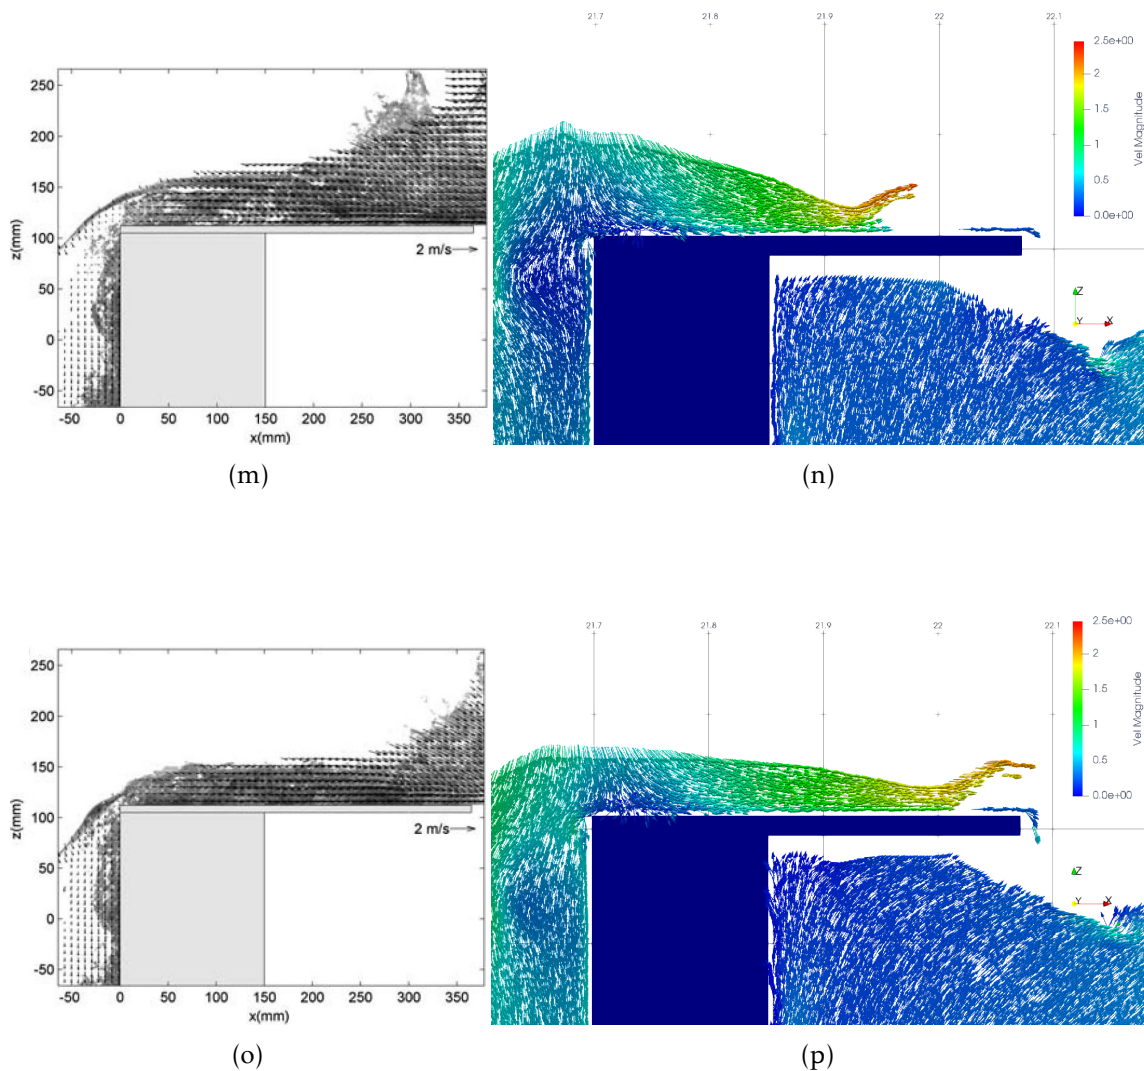 250
200
150
100
50
0
-50
z(mm)
2 m/s
-50 0 50 100 150 200 250 300 350
x(mm)
(m)
21.7 21.8 21.9 22 22.1
2.5e+00
2
1.5
1
0.5
0.0e+00
Vel Magnitude
Z
Y X
(n)
250
200
150
100
50
0
-50
z(mm)
2 m/s
-50 0 50 100 150 200 250 300 350
x(mm)
(o)
21.7 21.8 21.9 22 22.1
2.5e+00
2
1.5
1
0.5
0.0e+00
Vel Magnitude
Z
Y X
(p)